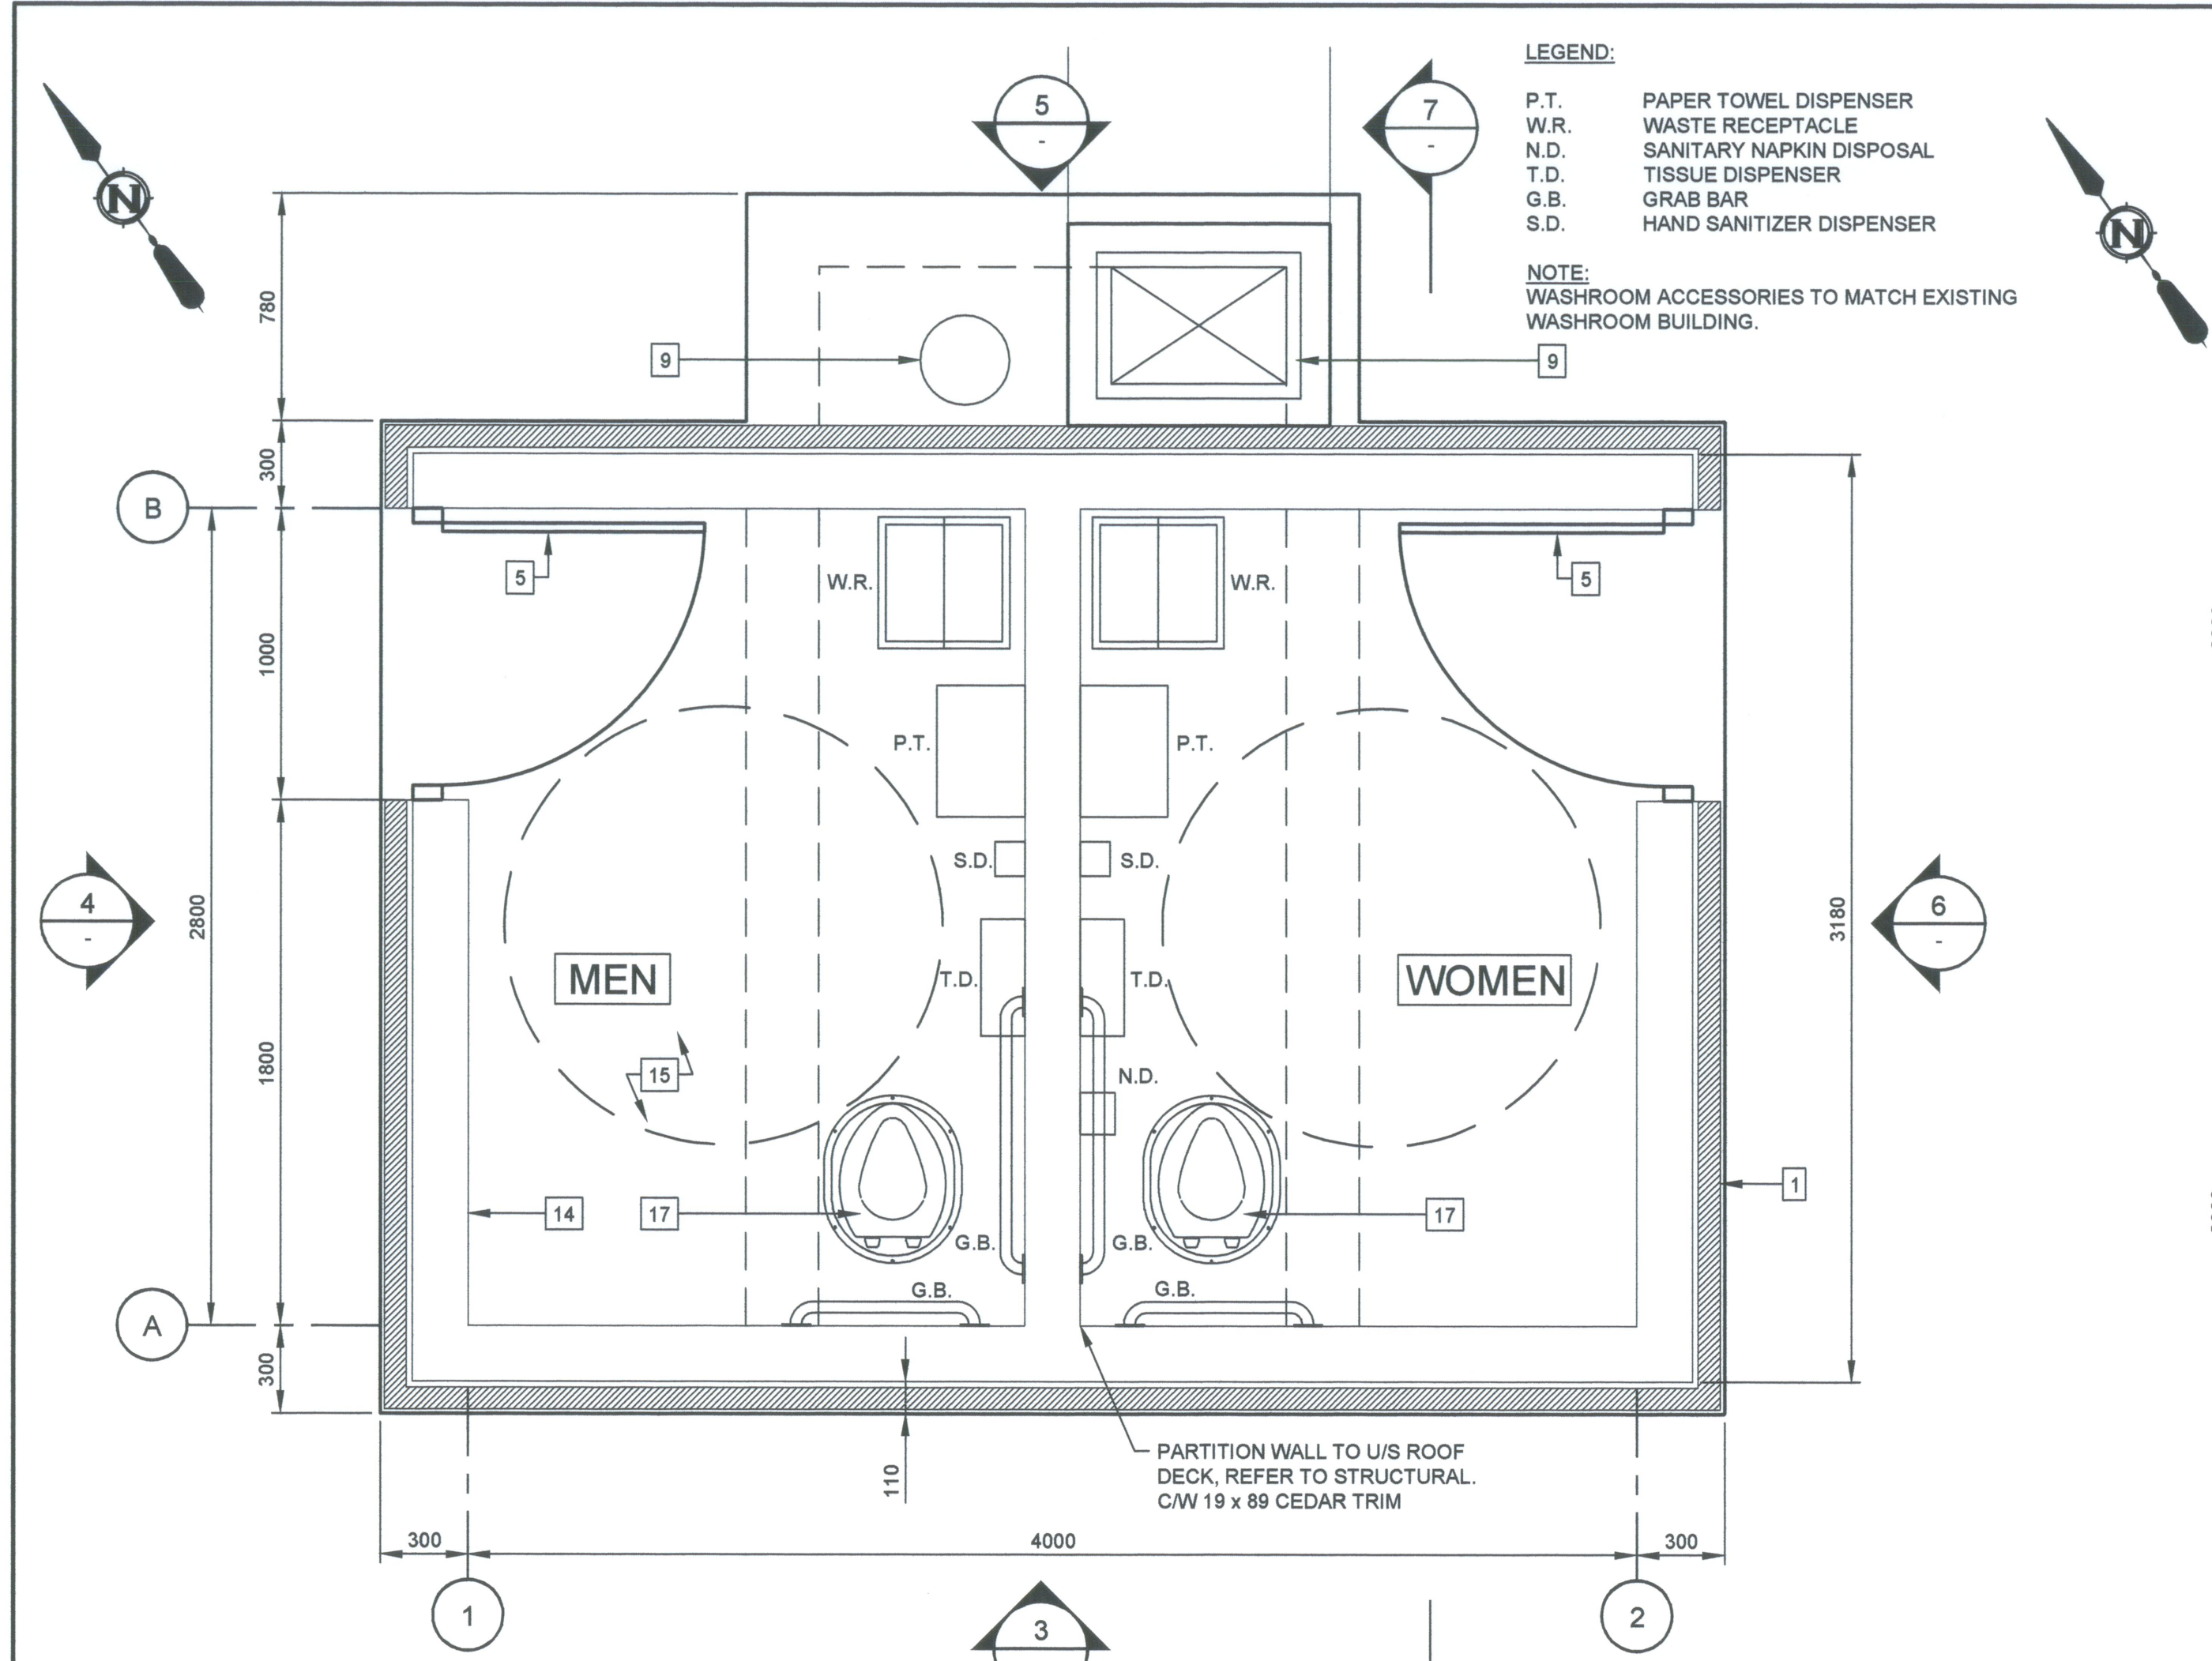 LEGEND:
P.T. PAPER TOWEL DISPENSER
W.R. WASTE RECEPTACLE
N.D. SANITARY NAPKIN DISPOSAL
T.D. TISSUE DISPENSER
G.B. GRAB BAR
S.D. HAND SANITIZER DISPENSER
NOTE:
WASHROOM ACCESSORIES TO MATCH EXISTING
WASHROOM BUILDING.
N
N
5
-
7
-
780
9
9
300
B
5
5
W.R.
W.R.
1000
P.T.
P.T.
S.D.
S.D.
4
-
2800
3180
6
-
MEN
WOMEN
T.D.
T.D.
1800
15
N.D.
1
14
17
17
G.B.
G.B.
G.B.
G.B.
A
300
110
PARTITION WALL TO U/S ROOF
DECK, REFER TO STRUCTURAL.
C/W 19 x 89 CEDAR TRIM
300
4000
300
1
3
2